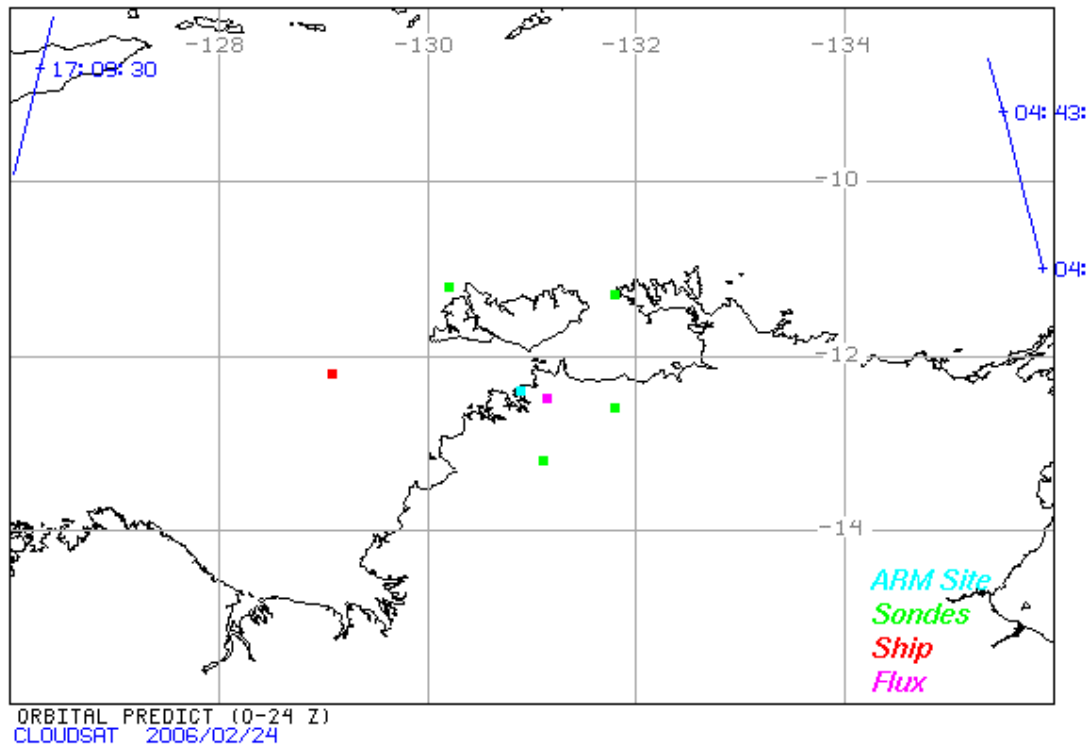 -128
-130
-132
-134
17:09:30
04:43:
-10
04:
-12
-14
ARM Site
Sondes
Ship
Flux
ORBITAL PREDICT (0-24 Z)
CLOUDSAT 2006/02/24